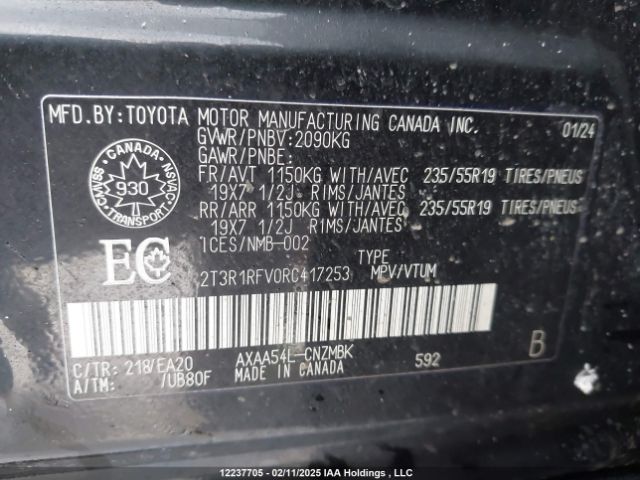 MFD.BY:TOYOTA MOTOR MANUFACTURING CANADA INC. 01/24
GVWR/PNBV:2090KG
GAWR/PNBE:
FR/AVT 1150KG WITH/AVEC 235/55R19 TIRES/PNEUS
19X7 1/2J RIMS/JANTES
RR/ARR 1150KG WITH/AVEC 235/55R19 TIRES/PNEUS
19X7 1/2J RIMS/JANTES
ICES/NMB-002
CANADA
CMVSS
NSVAC
930
TRANSPORT
EC
TYPE
2T3R1RFV0RC417253 MPV/VTUM
C/TR: 218/EA20 AXAA54L-CNZMBK 592 B
A/TM: /UB80F MADE IN CANADA
12237705 - 02/11/2025 IAA Holdings, LLC